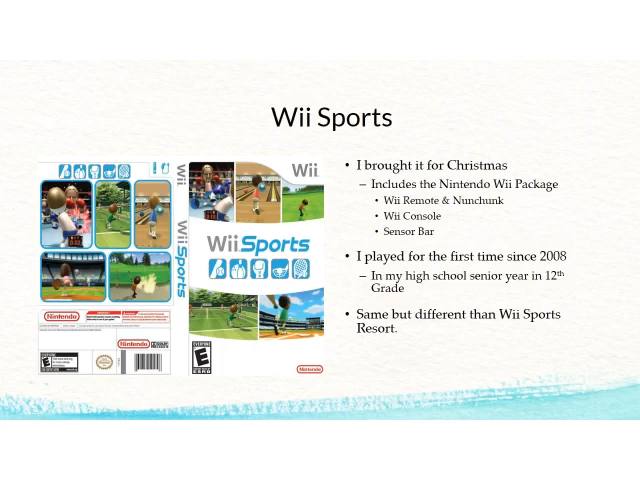 Wii Sports
Wii
Wii Sports
Wii
Wii Sports
Nintendo
Nintendo
EVERYONE
E
ESRB
Nintendo
• I brought it for Christmas
– Includes the Nintendo Wii Package
• Wii Remote & Nunchunk
• Wii Console
• Sensor Bar
• I played for the first time since 2008
– In my high school senior year in 12th
Grade
• Same but different than Wii Sports
Resort.